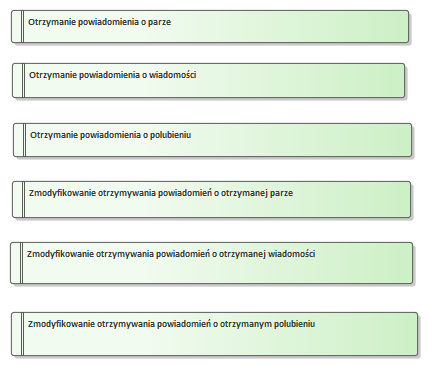 Otrzymanie powiadomienia o parze
Otrzymanie powiadomienia o wiadomości
Otrzymanie powiadomienia o polubieniu
Zmodyfikowanie otrzymywania powiadomień o otrzymanej parze
Zmodyfikowanie otrzymywania powiadomień o otrzymanej wiadomości
Zmodyfikowanie otrzymywania powiadomień o otrzymanym polubieniu